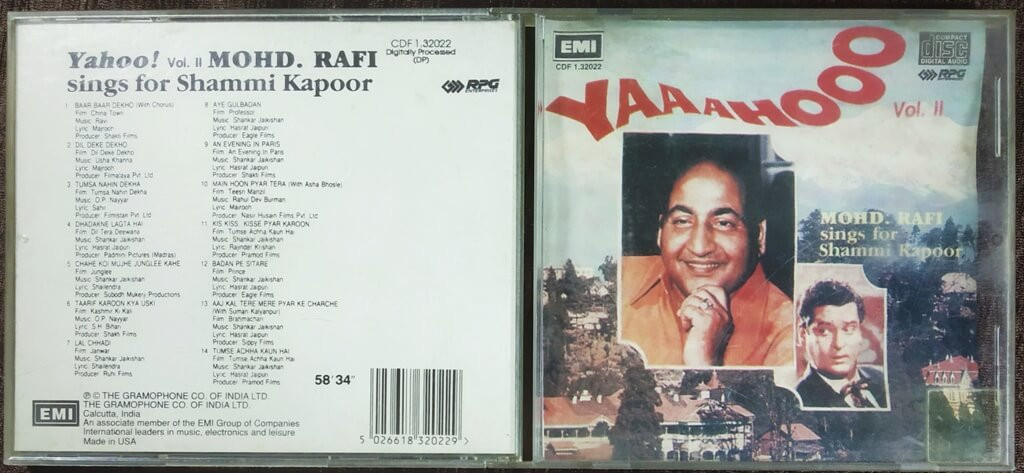 Yahoo! Vol. II MOHD. RAFI
sings for Shammi Kapoor
CDF 1.32022
Digitally Processed
(DP)
RPG
ENTERPRISES
1 BAAR BAAR DEKHO (With Chorus)
Film: China Town
Music: Ravi
Lyric: Majrooh
Producer: Shakti Films
2 DIL DEKE DEKHO
Film: Dil Deke Dekho
Music: Usha Khanna
Lyric: Majrooh
Producer: Filmalaya Pvt. Ltd
3 TUMSA NAHIN DEKHA
Film: Tumsa Nahin Dekha
Music: O.P. Nayyar
Lyric: Sahir
Producer: Filmistan Pvt. Ltd
4 DHADAKNE LAGTA HAI
Film: Dil Tera Deewana
Music: Shankar Jaikishan
Lyric: Hasrat Jaipuri
Producer: Padmini Pictures (Madras)
5 CHAHE KOI MUJHE JUNGLEE KAHE
Film: Junglee
Music: Shankar Jaikishan
Lyric: Shailendra
Producer: Subodh Mukerji Productions
6 TAARIF KAROON KYA USKI
Film: Kashmir Ki Kali
Music: O.P. Nayyar
Lyric: S.H. Bihari
Producer: Shakti Films
7 LAL CHHADI
Film: Janwar
Music: Shankar Jaikishan
Lyric: Shailendra
Producer: Ruhi Films
8 AYE GULBADAN
Film: Professor
Music: Shankar Jaikishan
Lyric: Hasrat Jaipuri
Producer: Eagle Films
9 AN EVENING IN PARIS
Film: An Evening In Paris
Music: Shankar Jaikishan
Lyric: Hasrat Jaipuri
Producer: Shakti Films
10 MAIN HOON PYAR TERA (With Asha Bhosle)
Film: Teesri Manzil
Music: Rahul Dev Burman
Lyric: Majrooh
Producer: Nasir Husain Films Pvt. Ltd
11 KIS KISS, KISSE PYAR KAROON
Film: Tumse Achha Kaun Hai
Music: Shankar Jaikishan
Lyric: Rajinder Krishan
Producer: Pramod Films
12 BADAN PE SITARE
Film: Prince
Music: Shankar Jaikishan
Lyric: Hasrat Jaipuri
Producer: Eagle Films
13 AAJ KAL TERE MERE PYAR KE CHARCHE
(With Suman Kalyanpur)
Film: Brahmachari
Music: Shankar Jaikishan
Lyric: Hasrat Jaipuri
Producer: Sippy Films
14 TUMSE ACHHA KAUN HAI
Film: Tumse Achha Kaun Hai
Music: Shankar Jaikishan
Lyric: Hasrat Jaipuri
Producer: Pramod Films
58'34"
EMI
℗ © THE GRAMOPHONE CO. OF INDIA LTD.
THE GRAMOPHONE CO. OF INDIA LTD.
Calcutta, India
An associate member of the EMI Group of Companies
International leaders in music, electronics and leisure
Made in USA
5 026618 320229 >
EMI
CDF 1.32022
COMPACT
disc
DIGITAL AUDIO
RPG
YAAAAHOOO
Vol. II
MOHD. RAFI
sings for
Shammi Kapoor